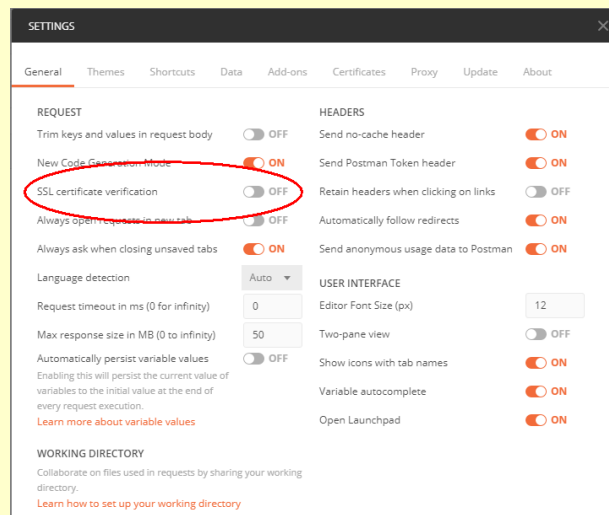 SETTINGS
General Themes Shortcuts Data Add-ons Certificates Proxy Update About
REQUEST
Trim keys and values in request body OFF
New Code Generation Mode ON
SSL certificate verification OFF
Always open requests in new tab OFF
Always ask when closing unsaved tabs ON
Language detection Auto
Request timeout in ms (0 for infinity) 0
Max response size in MB (0 to infinity) 50
Automatically persist variable values OFF
Enabling this will persist the current value of
variables to the initial value at the end of
every request execution.
Learn more about variable values
WORKING DIRECTORY
Collaborate on files used in requests by sharing your working
directory.
Learn how to set up your working directory
HEADERS
Send no-cache header ON
Send Postman Token header ON
Retain headers when clicking on links OFF
Automatically follow redirects ON
Send anonymous usage data to Postman ON
USER INTERFACE
Editor Font Size (px) 12
Two-pane view OFF
Show icons with tab names ON
Variable autocomplete ON
Open Launchpad ON